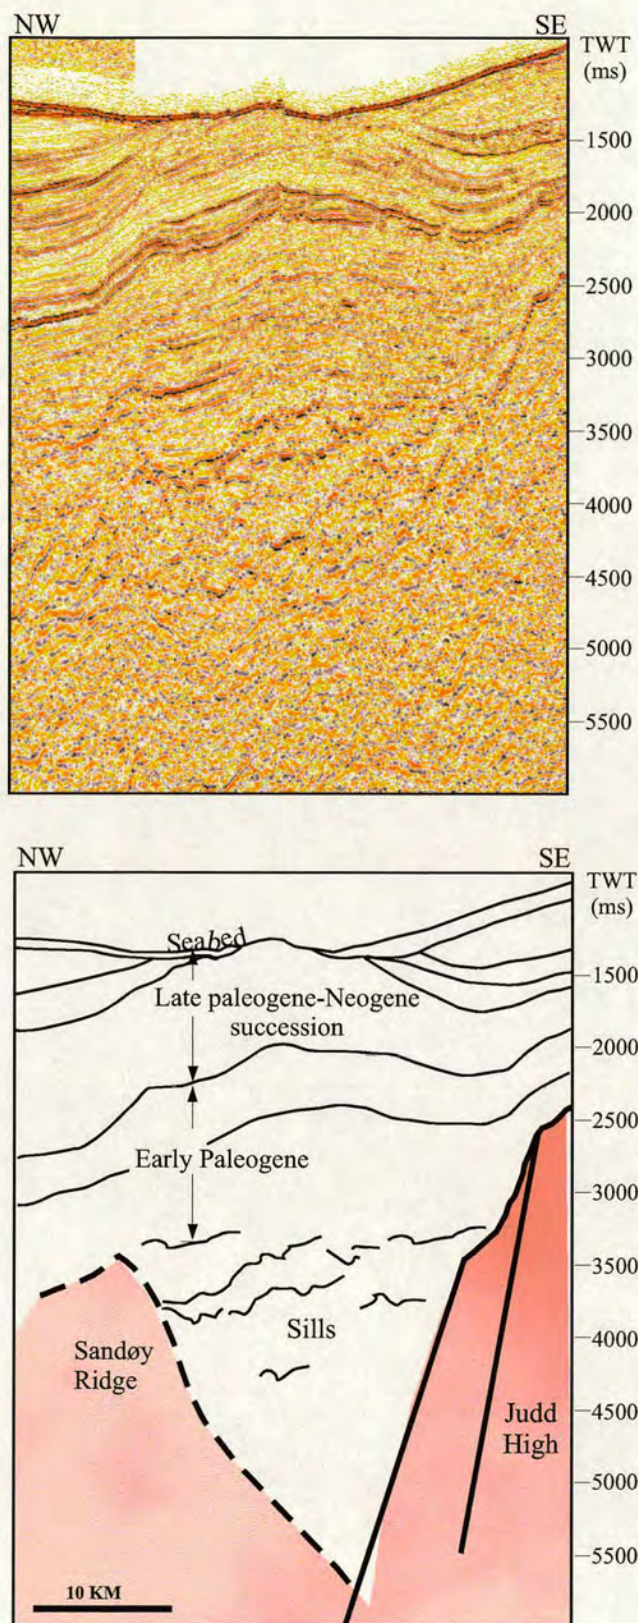 NW
SE
TWT
(ms)
1500
2000
2500
3000
3500
4000
4500
5000
5500
NW
SE
TWT
(ms)
Seabed
1500
Late paleogene-Neogene
succession
2000
2500
Early Paleogene
3000
3500
Sills
4000
Sandøy
Ridge
Judd
High
4500
5000
5500
10 KM